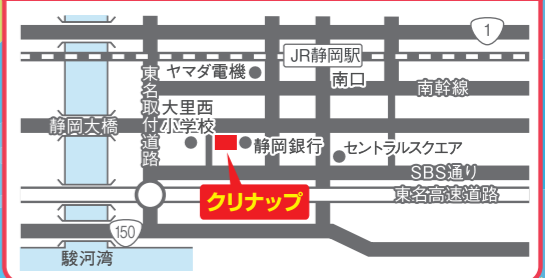 1
JR静岡駅
ヤマダ電機
南口
南幹線
東名取付道路
大里西
小学校
静岡大橋
静岡銀行
セントラルスクエア
SBS通り
東名高速道路
クリナップ
150
駿河湾